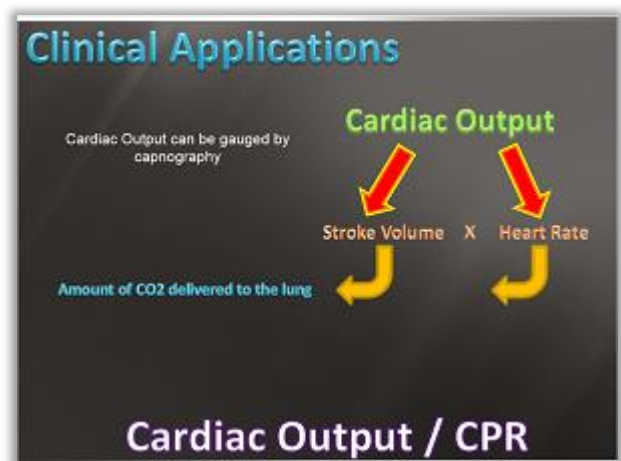 Clinical Applications
Cardiac Output can be gauged by
capnography
Cardiac Output
Stroke Volume X Heart Rate
Amount of CO2 delivered to the lung
Cardiac Output / CPR